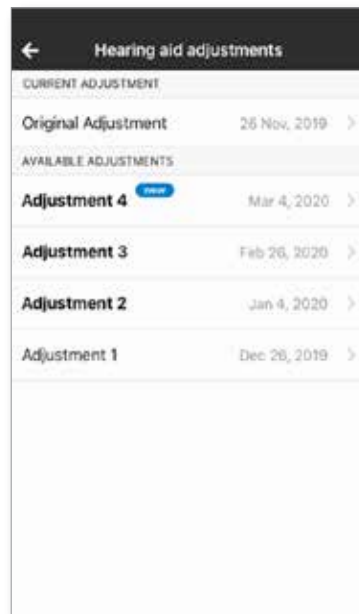 Hearing aid adjustments
CURRENT ADJUSTMENT
Original Adjustment 26 Nov, 2019
AVAILABLE ADJUSTMENTS
Adjustment 4 new Mar 4, 2020
Adjustment 3 Feb 26, 2020
Adjustment 2 Jan 4, 2020
Adjustment 1 Dec 26, 2019